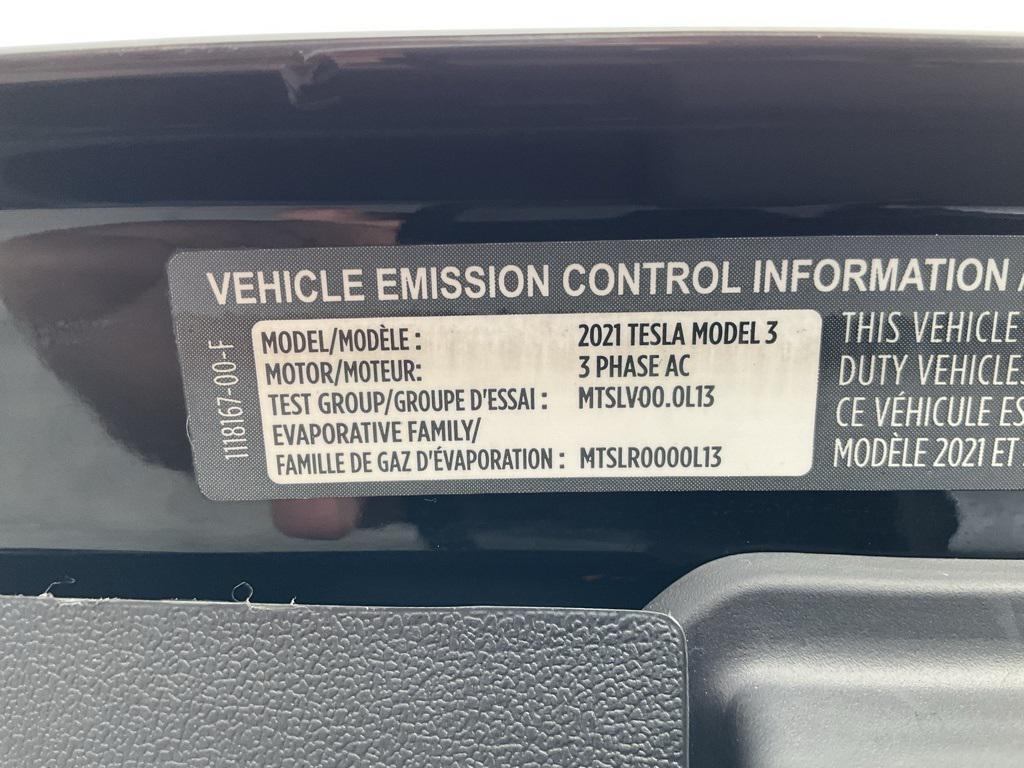 VEHICLE EMISSION CONTROL INFORMATION
MODEL/MODÈLE : 2021 TESLA MODEL 3
MOTOR/MOTEUR: 3 PHASE AC
TEST GROUP/GROUPE D'ESSAI : MTSLV00.0L13
EVAPORATIVE FAMILY/
FAMILLE DE GAZ D'ÉVAPORATION : MTSLR0000L13
1118167-00-F
THIS VEHICLE
DUTY VEHICLES
CE VÉHICULE ES
MODÈLE 2021 ET